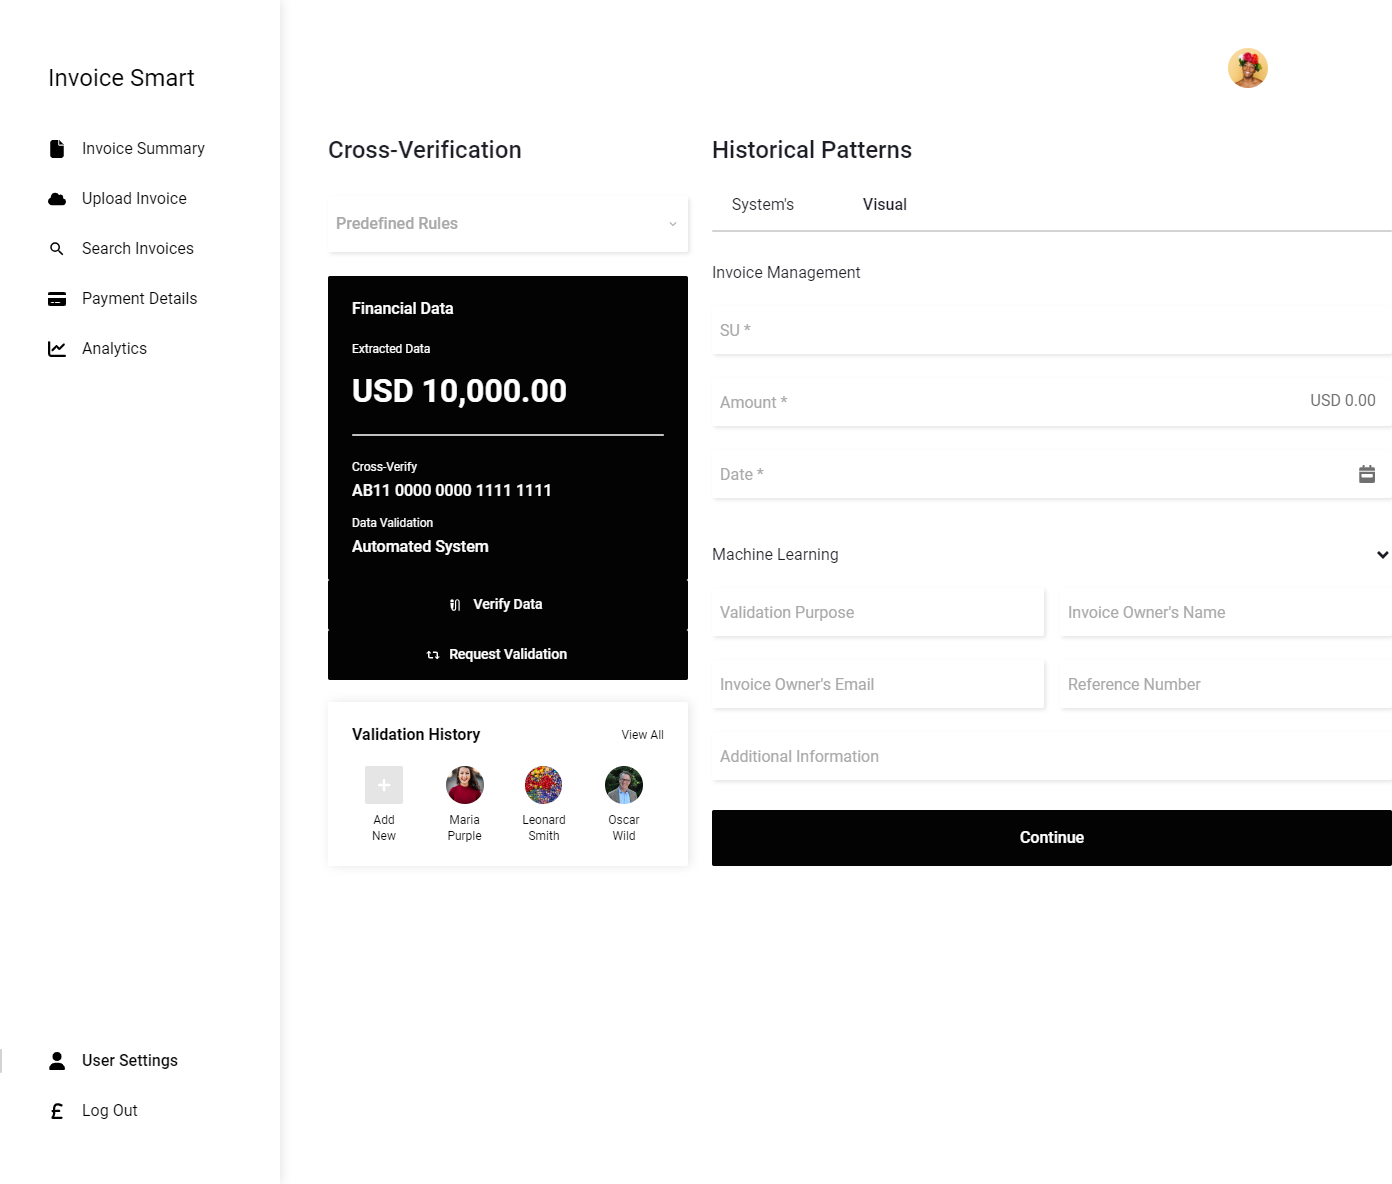 Invoice Smart
Invoice Summary
Upload Invoice
Search Invoices
Payment Details
Analytics
User Settings
Log Out
Cross-Verification
Predefined Rules
Financial Data
Extracted Data
USD 10,000.00
Cross-Verify
AB11 0000 0000 1111 1111
Data Validation
Automated System
Verify Data
Request Validation
Validation History
View All
Add
New
Maria
Purple
Leonard
Smith
Oscar
Wild
Historical Patterns
System's
Visual
Invoice Management
SU *
Amount *
USD 0.00
Date *
Machine Learning
Validation Purpose
Invoice Owner's Name
Invoice Owner's Email
Reference Number
Additional Information
Continue